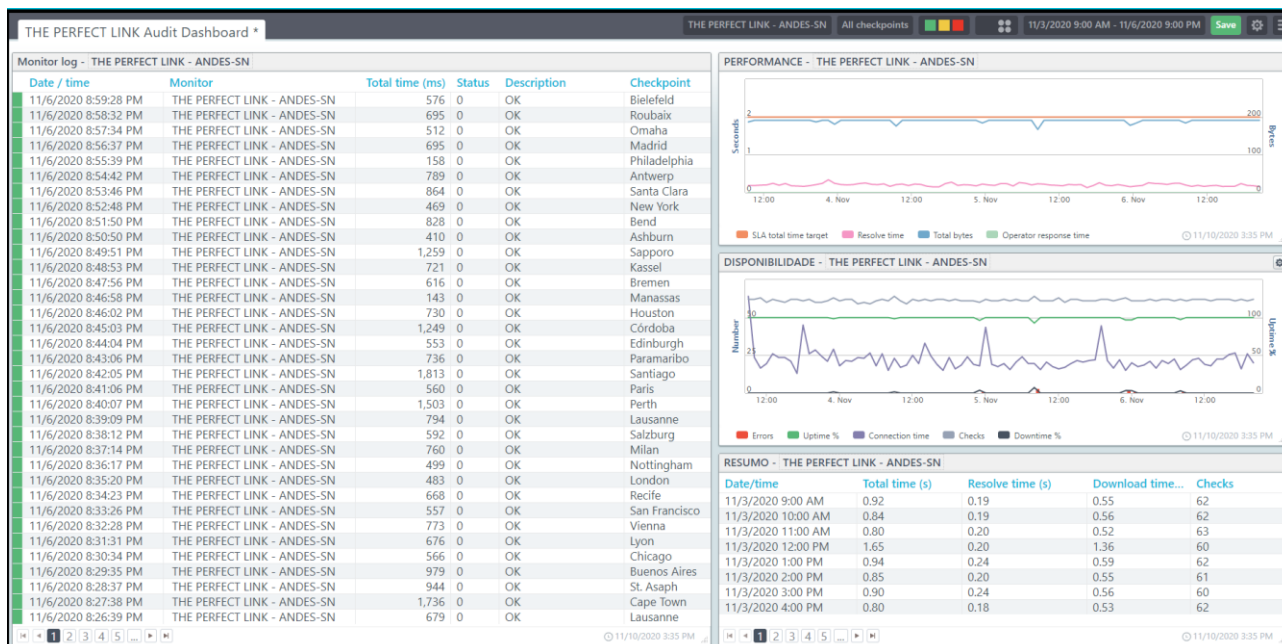 THE PERFECT LINK Audit Dashboard *
THE PERFECT LINK - ANDES-SN All checkpoints 11/3/2020 9:00 AM - 11/6/2020 9:00 PM Save
Monitor log - THE PERFECT LINK - ANDES-SN
Date / time Monitor Total time (ms) Status Description Checkpoint
11/6/2020 8:59:28 PM THE PERFECT LINK - ANDES-SN 576 0 OK Bielefeld
11/6/2020 8:58:32 PM THE PERFECT LINK - ANDES-SN 695 0 OK Roubaix
11/6/2020 8:57:34 PM THE PERFECT LINK - ANDES-SN 512 0 OK Omaha
11/6/2020 8:56:37 PM THE PERFECT LINK - ANDES-SN 695 0 OK Madrid
11/6/2020 8:55:39 PM THE PERFECT LINK - ANDES-SN 158 0 OK Philadelphia
11/6/2020 8:54:42 PM THE PERFECT LINK - ANDES-SN 789 0 OK Antwerp
11/6/2020 8:53:46 PM THE PERFECT LINK - ANDES-SN 864 0 OK Santa Clara
11/6/2020 8:52:48 PM THE PERFECT LINK - ANDES-SN 469 0 OK New York
11/6/2020 8:51:50 PM THE PERFECT LINK - ANDES-SN 828 0 OK Bend
11/6/2020 8:50:50 PM THE PERFECT LINK - ANDES-SN 410 0 OK Ashburn
11/6/2020 8:49:51 PM THE PERFECT LINK - ANDES-SN 1,259 0 OK Sapporo
11/6/2020 8:48:53 PM THE PERFECT LINK - ANDES-SN 721 0 OK Kassel
11/6/2020 8:47:56 PM THE PERFECT LINK - ANDES-SN 616 0 OK Bremen
11/6/2020 8:46:58 PM THE PERFECT LINK - ANDES-SN 143 0 OK Manassas
11/6/2020 8:46:02 PM THE PERFECT LINK - ANDES-SN 730 0 OK Houston
11/6/2020 8:45:03 PM THE PERFECT LINK - ANDES-SN 1,249 0 OK Córdoba
11/6/2020 8:44:04 PM THE PERFECT LINK - ANDES-SN 553 0 OK Edinburgh
11/6/2020 8:43:06 PM THE PERFECT LINK - ANDES-SN 736 0 OK Paramaribo
11/6/2020 8:42:05 PM THE PERFECT LINK - ANDES-SN 1,813 0 OK Santiago
11/6/2020 8:41:06 PM THE PERFECT LINK - ANDES-SN 560 0 OK Paris
11/6/2020 8:40:07 PM THE PERFECT LINK - ANDES-SN 1,503 0 OK Perth
11/6/2020 8:39:09 PM THE PERFECT LINK - ANDES-SN 794 0 OK Lausanne
11/6/2020 8:38:12 PM THE PERFECT LINK - ANDES-SN 592 0 OK Salzburg
11/6/2020 8:37:14 PM THE PERFECT LINK - ANDES-SN 760 0 OK Milan
11/6/2020 8:36:17 PM THE PERFECT LINK - ANDES-SN 499 0 OK Nottingham
11/6/2020 8:35:20 PM THE PERFECT LINK - ANDES-SN 483 0 OK London
11/6/2020 8:34:23 PM THE PERFECT LINK - ANDES-SN 668 0 OK Recife
11/6/2020 8:33:26 PM THE PERFECT LINK - ANDES-SN 557 0 OK San Francisco
11/6/2020 8:32:28 PM THE PERFECT LINK - ANDES-SN 773 0 OK Vienna
11/6/2020 8:31:31 PM THE PERFECT LINK - ANDES-SN 676 0 OK Lyon
11/6/2020 8:30:34 PM THE PERFECT LINK - ANDES-SN 566 0 OK Chicago
11/6/2020 8:29:35 PM THE PERFECT LINK - ANDES-SN 979 0 OK Buenos Aires
11/6/2020 8:28:37 PM THE PERFECT LINK - ANDES-SN 944 0 OK St. Asaph
11/6/2020 8:27:38 PM THE PERFECT LINK - ANDES-SN 1,736 0 OK Cape Town
11/6/2020 8:26:39 PM THE PERFECT LINK - ANDES-SN 679 0 OK Lausanne
1 2 3 4 5 ... 11/10/2020 3:35 PM
PERFORMANCE - THE PERFECT LINK - ANDES-SN
Seconds
2 200
1 100
0 0
Bytes
12:00 4. Nov 12:00 5. Nov 12:00 6. Nov 12:00
SLA total time target Resolve time Total bytes Operator response time 11/10/2020 3:35 PM
DISPONIBILIDADE - THE PERFECT LINK - ANDES-SN
Number
50 100
25 50
0 0
Uptime %
12:00 4. Nov 12:00 5. Nov 12:00 6. Nov 12:00
Errors Uptime % Connection time Checks Downtime % 11/10/2020 3:35 PM
RESUMO - THE PERFECT LINK - ANDES-SN
Date/time Total time (s) Resolve time (s) Download time... Checks
11/3/2020 9:00 AM 0.92 0.19 0.55 62
11/3/2020 10:00 AM 0.84 0.19 0.56 62
11/3/2020 11:00 AM 0.80 0.20 0.52 63
11/3/2020 12:00 PM 1.65 0.20 1.36 60
11/3/2020 1:00 PM 0.94 0.24 0.59 62
11/3/2020 2:00 PM 0.85 0.20 0.55 61
11/3/2020 3:00 PM 0.90 0.24 0.56 60
11/3/2020 4:00 PM 0.80 0.18 0.53 62
1 2 3 4 5 ... 11/10/2020 3:35 PM